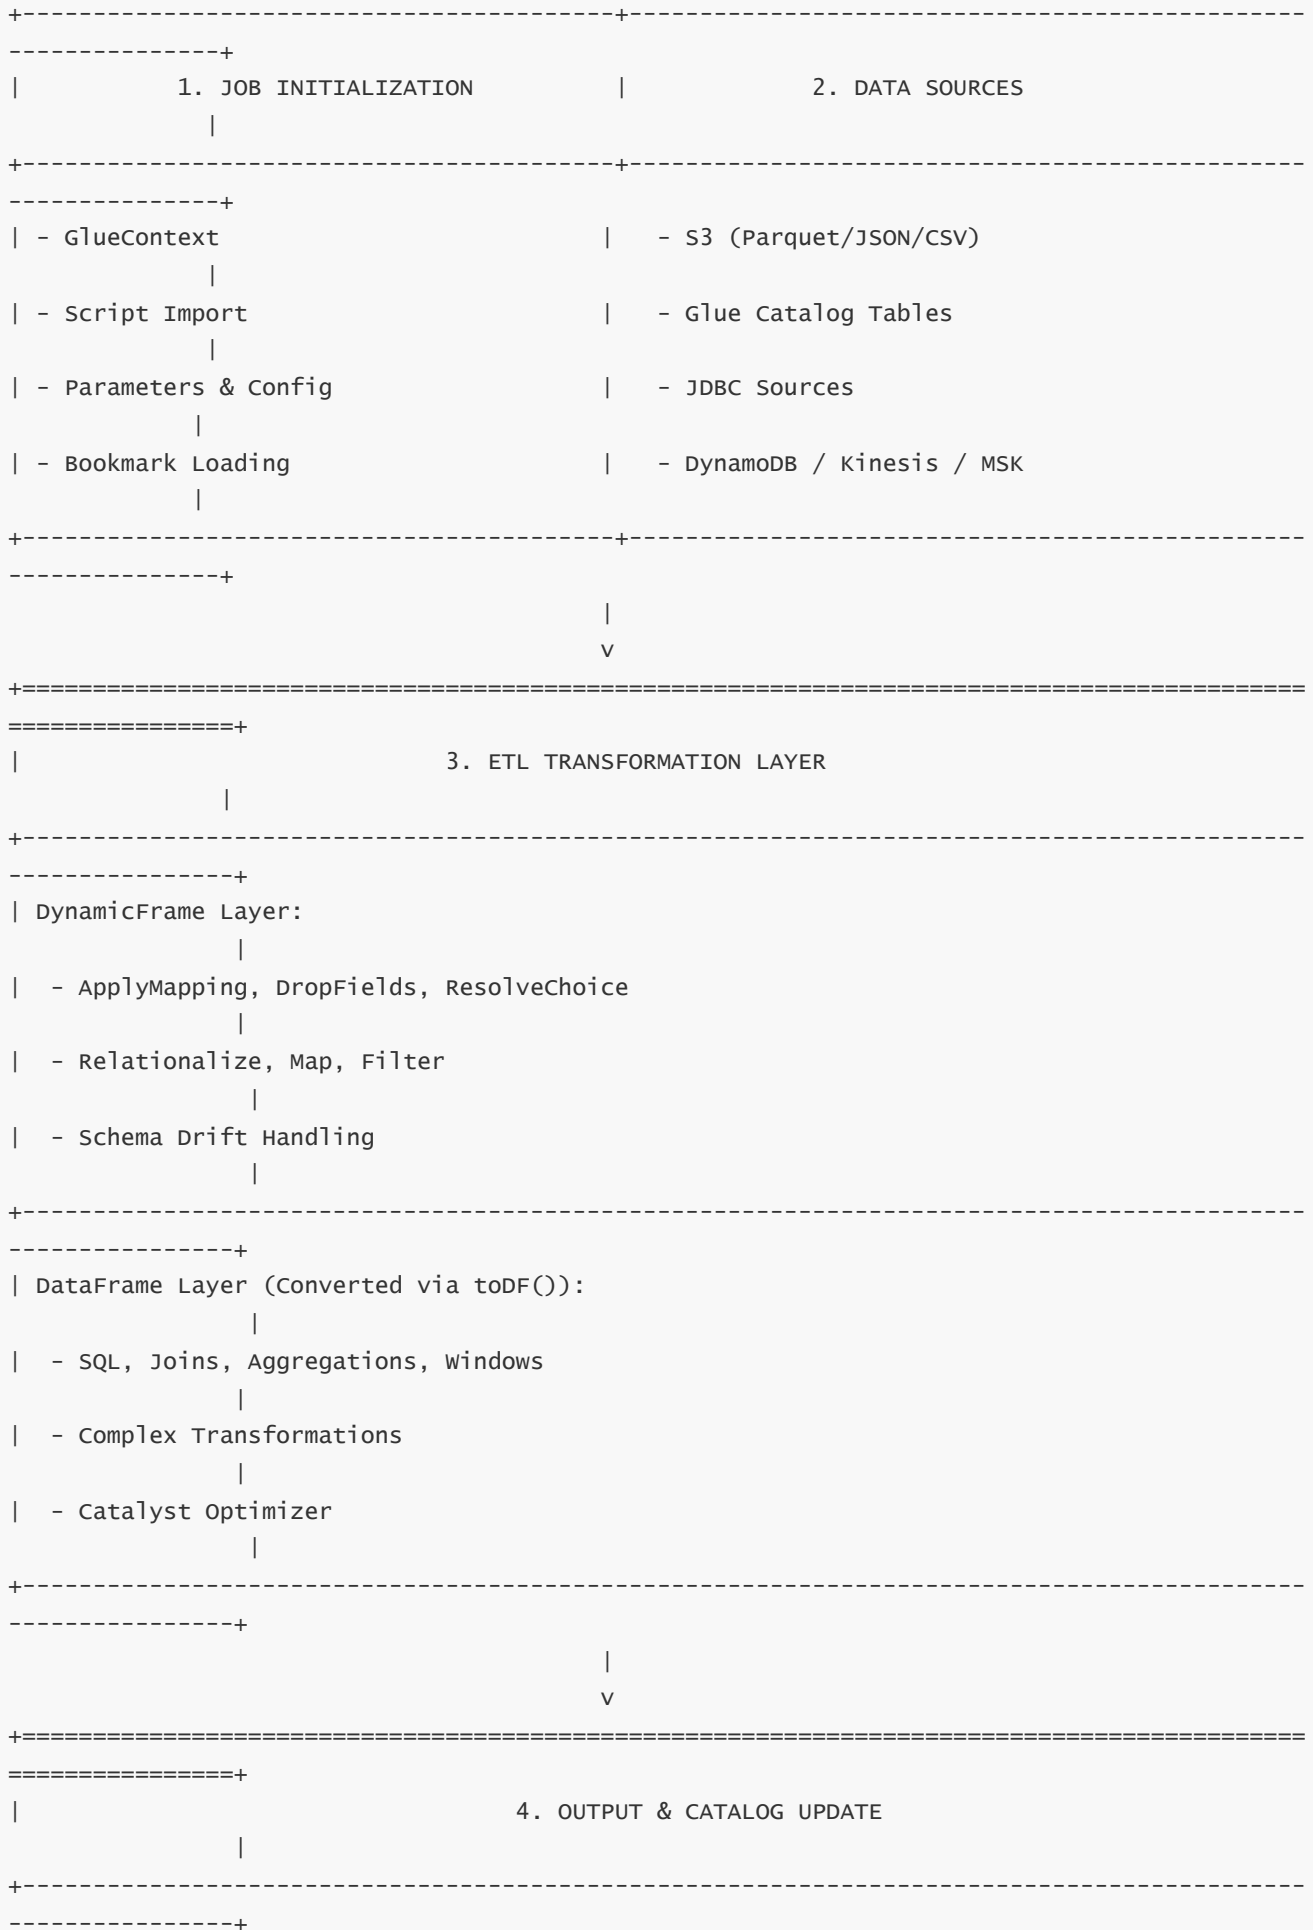 +------------------------------------------+------------------------------------------------
---------------+
|           1. JOB INITIALIZATION          |             2. DATA SOURCES
              |
+------------------------------------------+------------------------------------------------
---------------+
| - GlueContext                            |   - S3 (Parquet/JSON/CSV)
              |
| - Script Import                          |   - Glue Catalog Tables
              |
| - Parameters & Config                    |   - JDBC Sources
             |
| - Bookmark Loading                       |   - DynamoDB / Kinesis / MSK
             |
+------------------------------------------+------------------------------------------------
---------------+
                                          |
                                          v
+===========================================================================================
================+
|                              3. ETL TRANSFORMATION LAYER
               |
+-------------------------------------------------------------------------------------------
----------------+
| DynamicFrame Layer:
                |
|  - ApplyMapping, DropFields, ResolveChoice
                |
|  - Relationalize, Map, Filter
                 |
|  - Schema Drift Handling
                 |
+-------------------------------------------------------------------------------------------
----------------+
| DataFrame Layer (Converted via toDF()):
                 |
|  - SQL, Joins, Aggregations, Windows
                |
|  - Complex Transformations
                |
|  - Catalyst Optimizer
                 |
+-------------------------------------------------------------------------------------------
----------------+
                                          |
                                          v
+===========================================================================================
================+
|                                   4. OUTPUT & CATALOG UPDATE
                |
+-------------------------------------------------------------------------------------------
----------------+